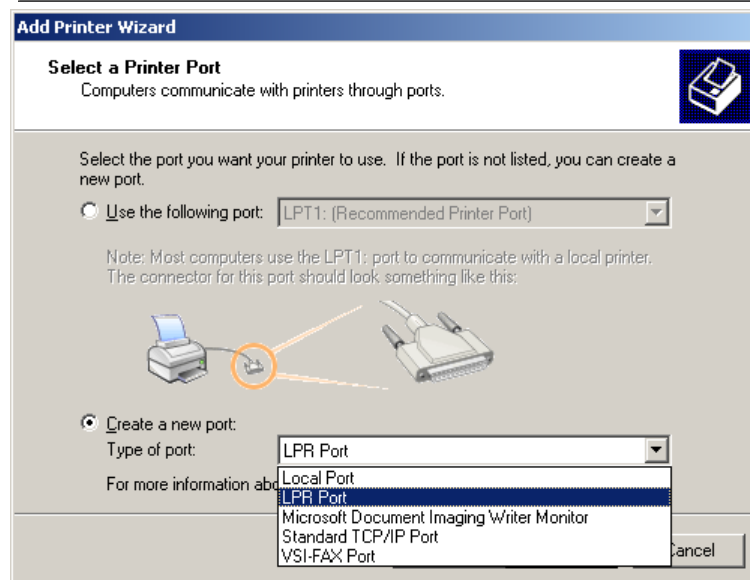 Add Printer Wizard
Select a Printer Port
Computers communicate with printers through ports.
Select the port you want your printer to use.  If the port is not listed, you can create a
new port.
Use the following port: LPT1: (Recommended Printer Port)
Note: Most computers use the LPT1: port to communicate with a local printer.
The connector for this port should look something like this:
Create a new port:
Type of port: LPR Port
Local Port
For more information abo
LPR Port
Microsoft Document Imaging Writer Monitor
Standard TCP/IP Port
VSI-FAX Port
Cancel